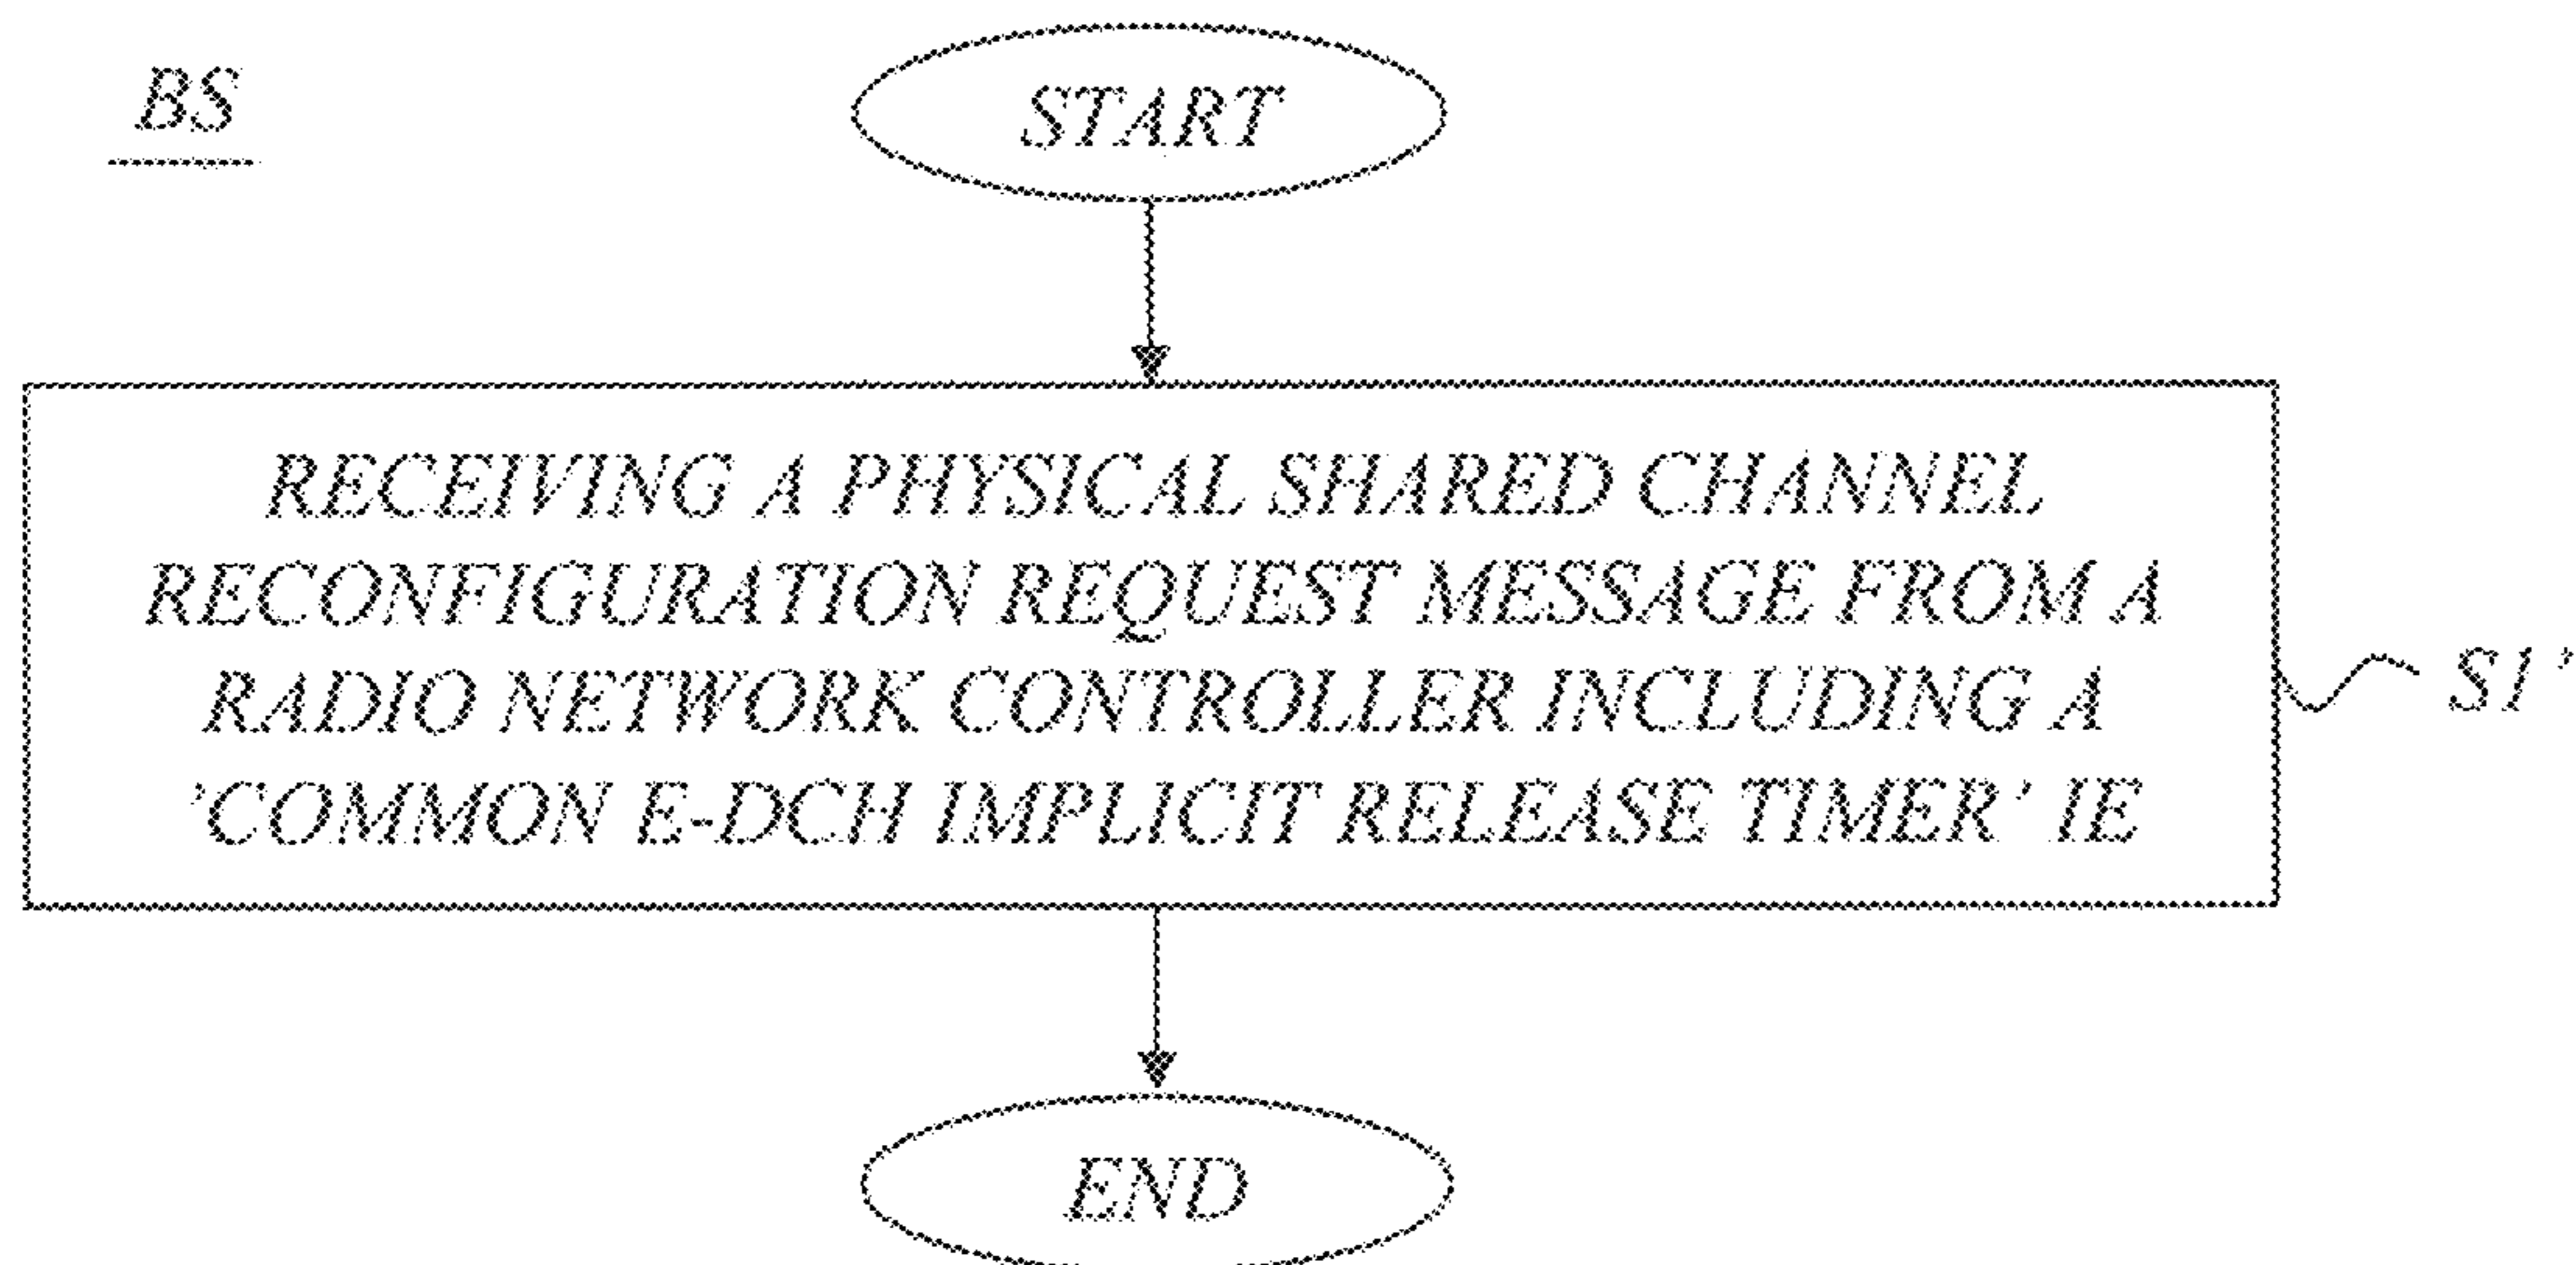 BS
START
RECEIVING A PHYSICAL SHARED CHANNEL
RECONFIGURATION REQUEST MESSAGE FROM A
RADIO NETWORK CONTROLLER INCLUDING A
'COMMON E-DCH IMPLICIT RELEASE TIMER' IE
S1'
END